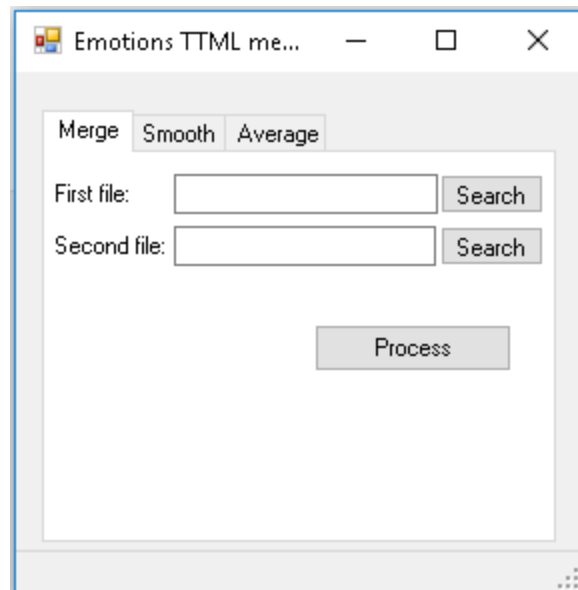 Emotions TTML me...
Merge Smooth Average
First file: Search
Second file: Search
Process